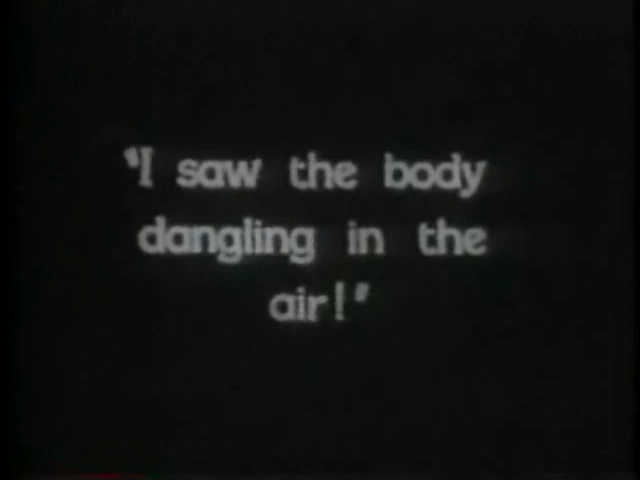 "I saw the body
dangling in the
air!"